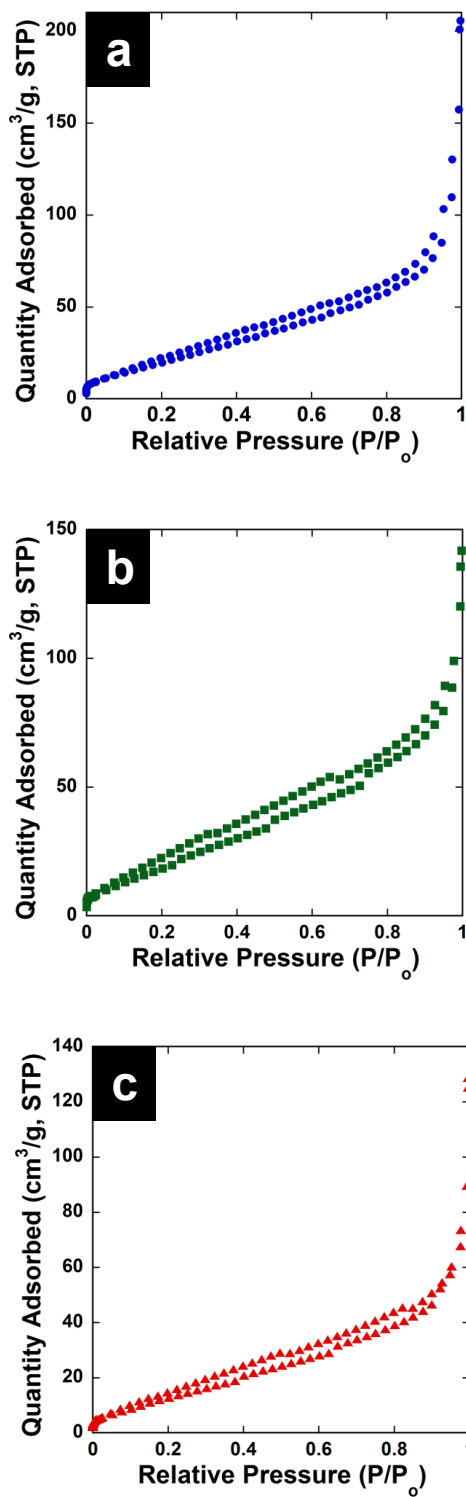 a
Quantity Adsorbed (cm³/g, STP)
200
150
100
50
0
0 0.2 0.4 0.6 0.8 1
Relative Pressure (P/Pₒ)
b
Quantity Adsorbed (cm³/g, STP)
150
100
50
0
0 0.2 0.4 0.6 0.8 1
Relative Pressure (P/Pₒ)
c
Quantity Adsorbed (cm³/g, STP)
140
120
100
80
60
40
20
0
0 0.2 0.4 0.6 0.8
Relative Pressure (P/Pₒ)